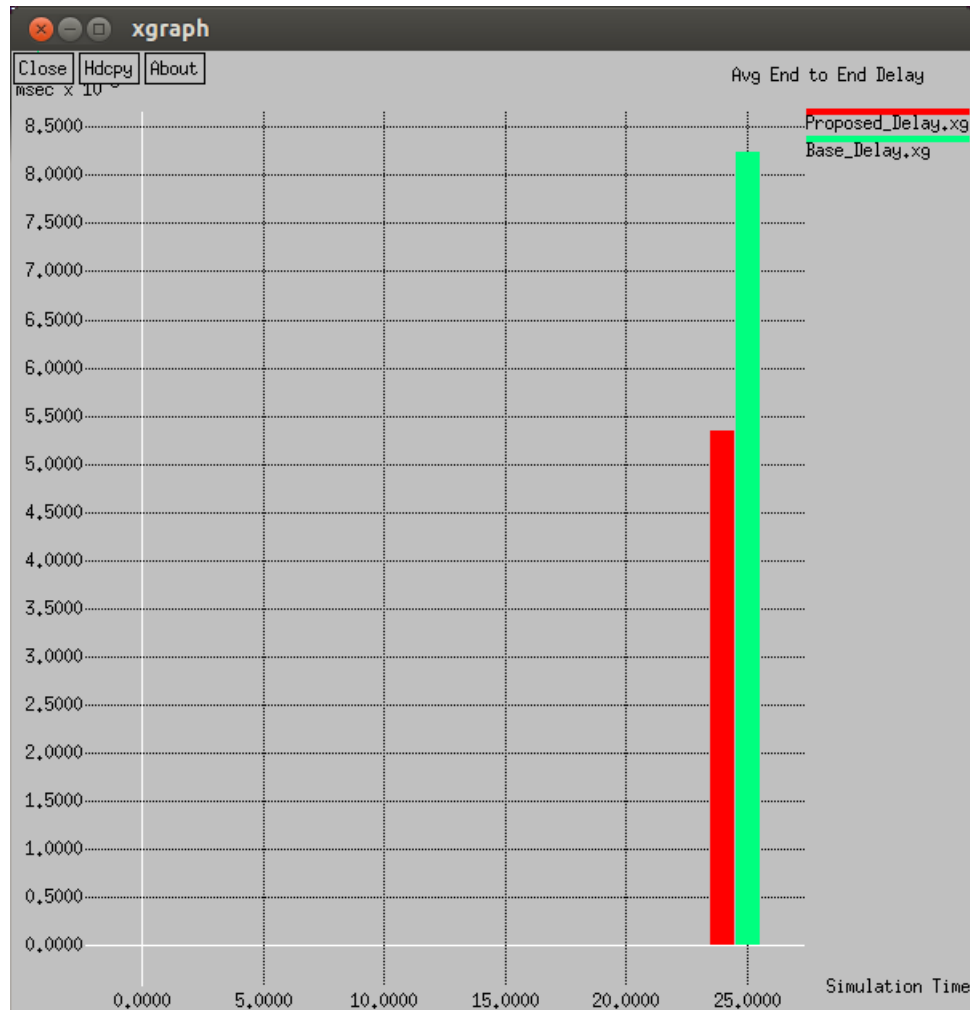 xgraph
Close Hdcpy About
Avg End to End Delay
msec x 10
8.5000
Proposed_Delay.xg
Base_Delay.xg
8.0000
7.5000
7.0000
6.5000
6.0000
5.5000
5.0000
4.5000
4.0000
3.5000
3.0000
2.5000
2.0000
1.5000
1.0000
0.5000
0.0000
Simulation Time
0.0000 5.0000 10.0000 15.0000 20.0000 25.0000